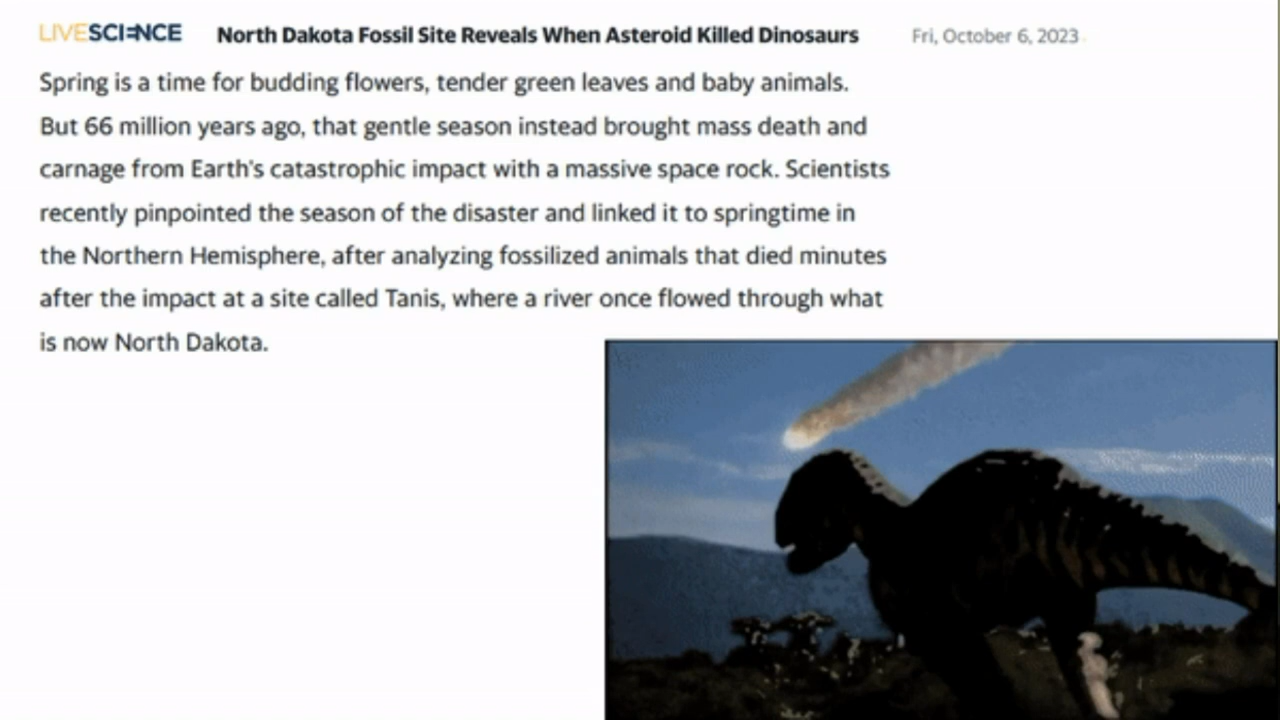 LIVESCIENCE North Dakota Fossil Site Reveals When Asteroid Killed Dinosaurs Fri, October 6, 2023
Spring is a time for budding flowers, tender green leaves and baby animals.
But 66 million years ago, that gentle season instead brought mass death and
carnage from Earth's catastrophic impact with a massive space rock. Scientists
recently pinpointed the season of the disaster and linked it to springtime in
the Northern Hemisphere, after analyzing fossilized animals that died minutes
after the impact at a site called Tanis, where a river once flowed through what
is now North Dakota.